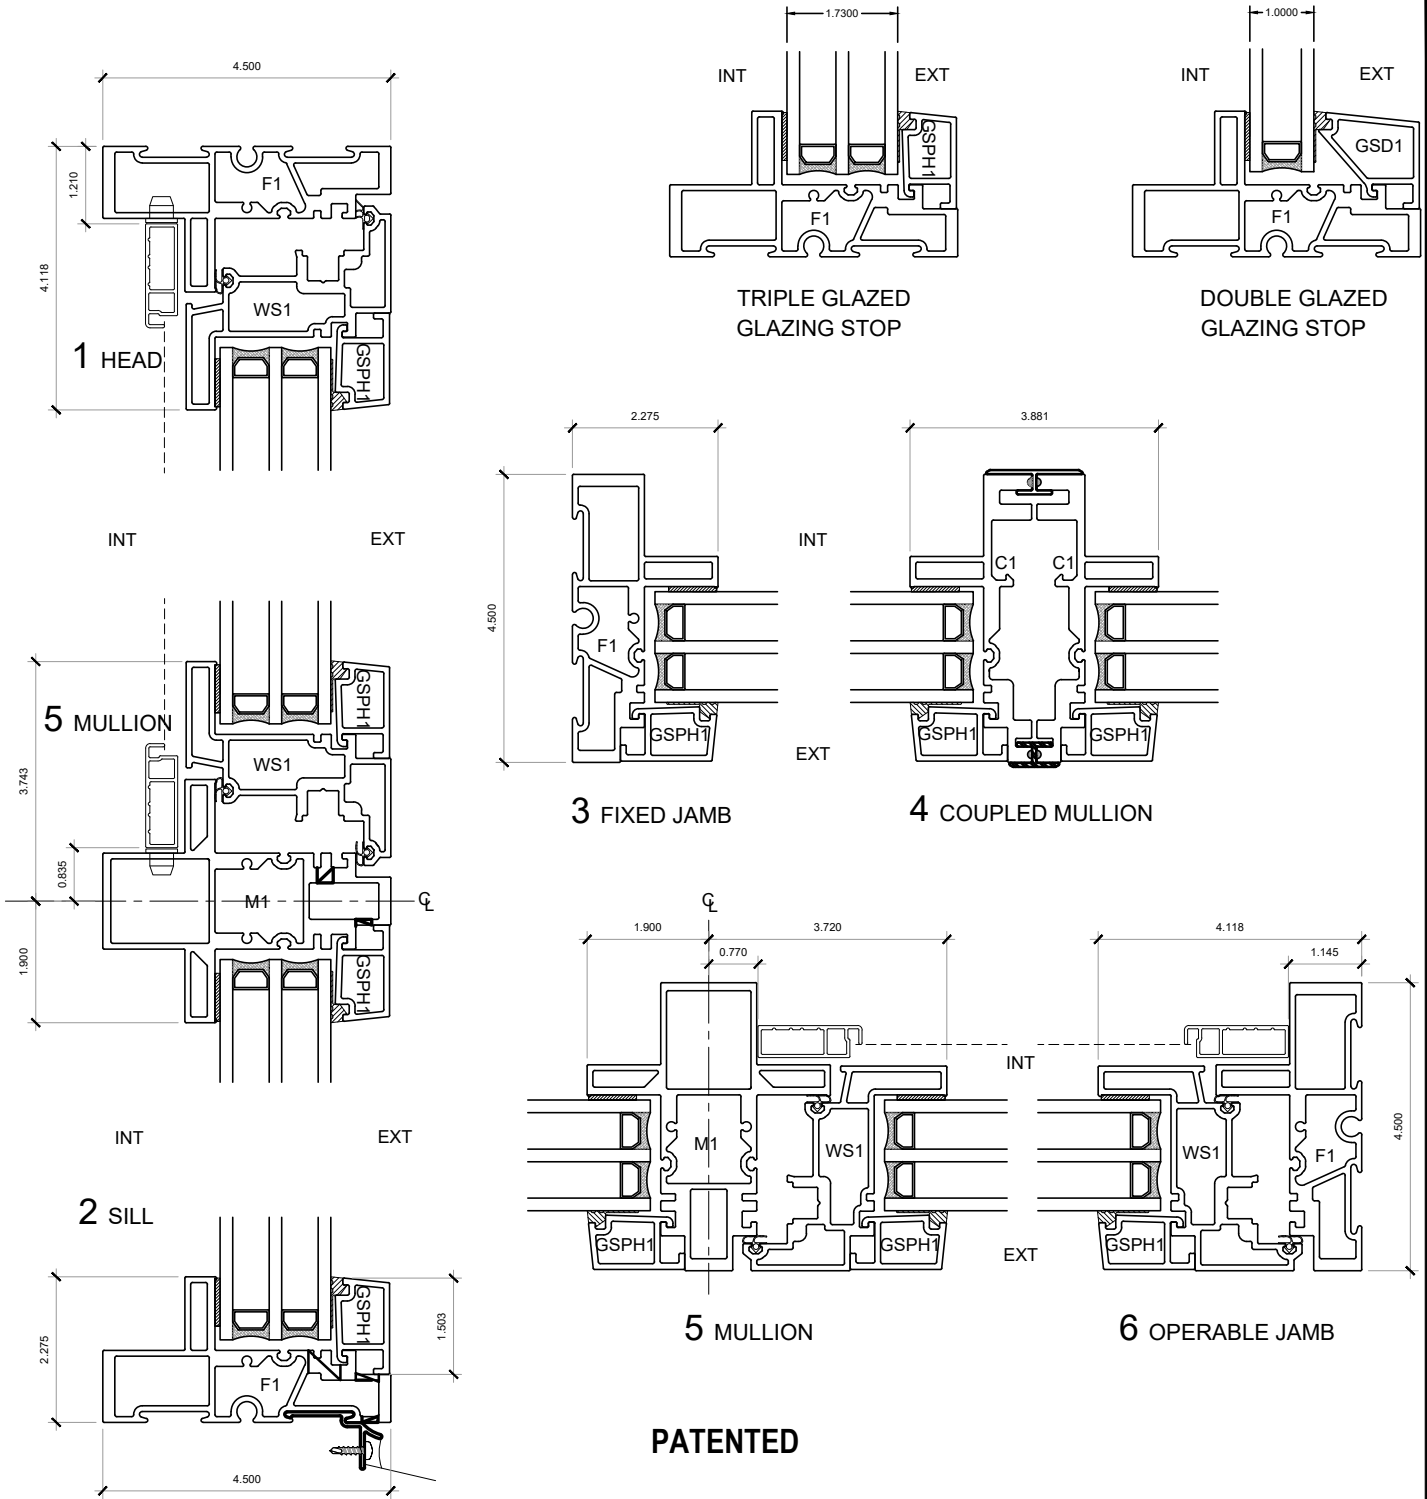 1.7300
INT
EXT
GSPH1
F1
TRIPLE GLAZED
GLAZING STOP
1.0000
INT
EXT
GSD1
F1
DOUBLE GLAZED
GLAZING STOP
4.500
1.210
4.118
F1
WS1
GSPH1
1 HEAD
INT
EXT
2.275
4.500
F1
GSPH1
3 FIXED JAMB
INT
EXT
3.881
C1
C1
GSPH1
GSPH1
4 COUPLED MULLION
5 MULLION
3.743
0.835
1.900
GSPH1
WS1
M1
℄
GSPH1
INT
EXT
2 SILL
2.275
1.503
GSPH1
F1
4.500
℄
1.900
3.720
0.770
M1
WS1
GSPH1
GSPH1
5 MULLION
INT
EXT
4.118
1.145
4.500
WS1
F1
GSPH1
6 OPERABLE JAMB
PATENTED